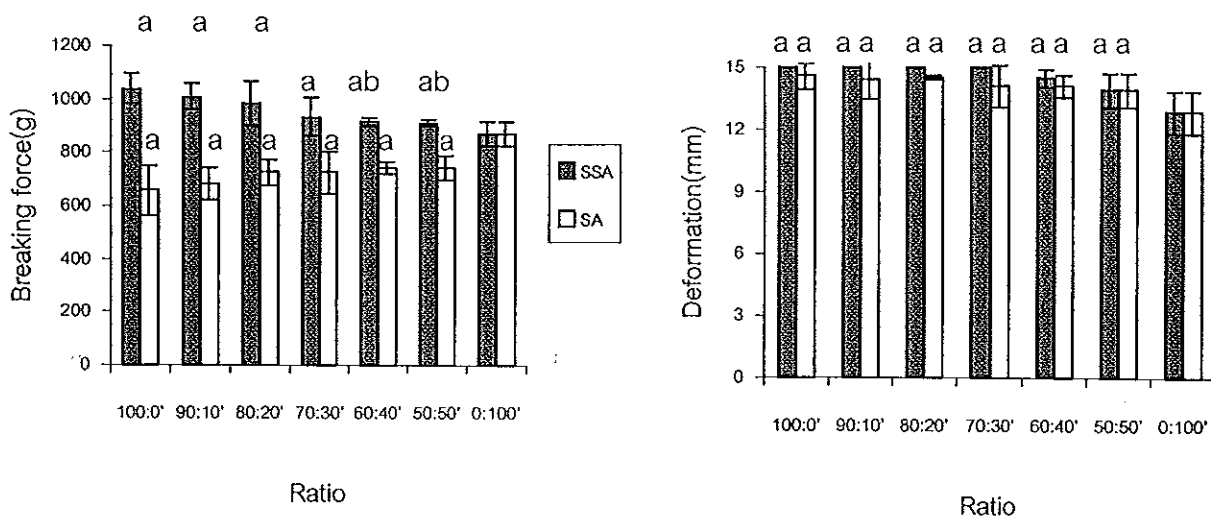 a a a
1200
1000
800
600
400
200
0
Breaking force(g)
a ab ab
a a a a a a
SSA
SA
100:0' 90:10' 80:20' 70:30' 60:40' 50:50' 0:100'
Ratio
a a a a a a a a a a a a
15
12
9
6
3
0
Deformation(mm)
100:0' 90:10' 80:20' 70:30' 60:40' 50:50' 0:100'
Ratio